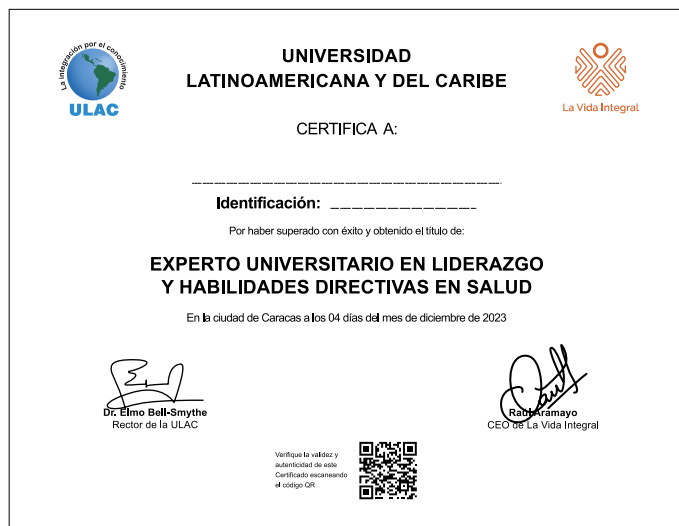 La integración por el conocimiento
ULAC
UNIVERSIDAD
LATINOAMERICANA Y DEL CARIBE
La Vida Integral
CERTIFICA A:
Identificación:
Por haber superado con éxito y obtenido el título de:
EXPERTO UNIVERSITARIO EN LIDERAZGO
Y HABILIDADES DIRECTIVAS EN SALUD
En la ciudad de Caracas a los 04 días del mes de diciembre de 2023
Dr. Elmo Bell-Smythe
Rector de la ULAC
Raúl Aramayo
CEO de La Vida Integral
Verifique la validez y
autenticidad de este
Certificado escaneando
el código QR